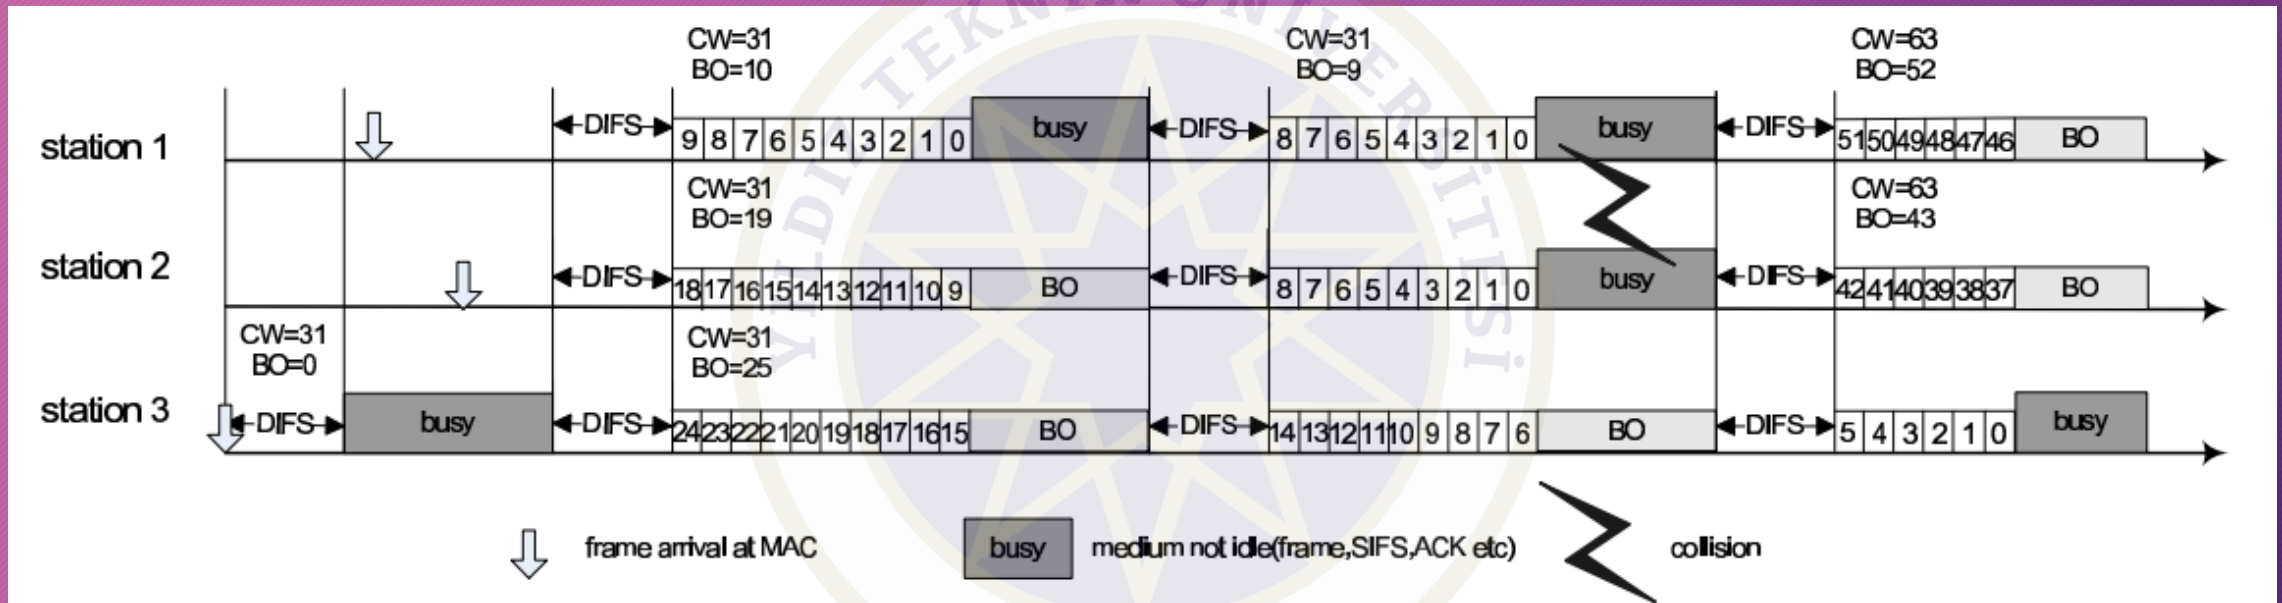 YILDIZ TEKNİK ÜNİVERSİTESİ
CW=31
BO=10
CW=31
BO=9
CW=63
BO=52
station 1
DIFS
9 8 7 6 5 4 3 2 1 0
busy
DIFS
8 7 6 5 4 3 2 1 0
busy
DIFS
51 50 49 48 47 46
BO
CW=31
BO=19
CW=63
BO=43
station 2
DIFS
18 17 16 15 14 13 12 11 10 9
BO
DIFS
8 7 6 5 4 3 2 1 0
busy
DIFS
42 41 40 39 38 37
BO
CW=31
BO=0
CW=31
BO=25
station 3
DIFS
busy
DIFS
24 23 22 21 20 19 18 17 16 15
BO
DIFS
14 13 12 11 10 9 8 7 6
BO
DIFS
5 4 3 2 1 0
busy
frame arrival at MAC
busy
medium not idle(frame,SIFS,ACK etc)
collision